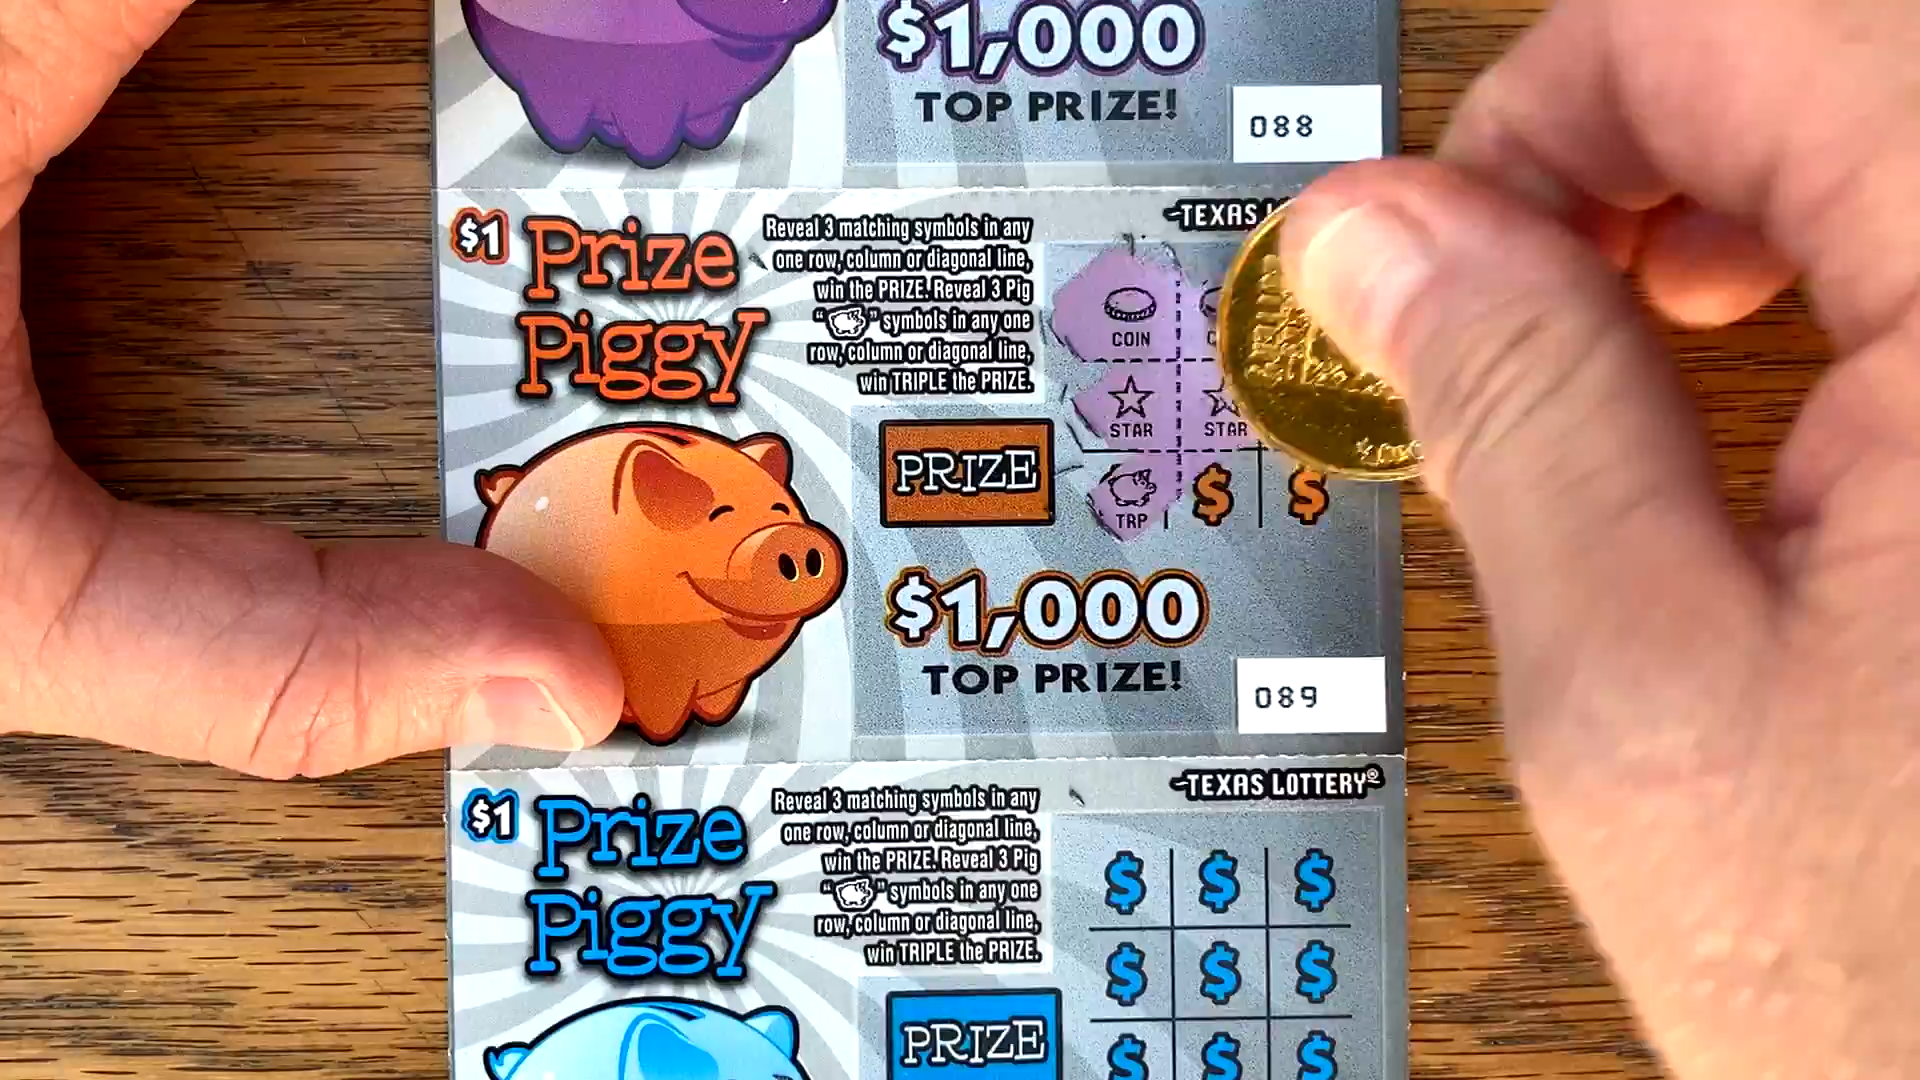 $1,000
TOP PRIZE!
088
$1
Prize
Piggy
Reveal 3 matching symbols in any
one row, column or diagonal line,
win the PRIZE. Reveal 3 Pig
“ ” symbols in any one
row, column or diagonal line,
win TRIPLE the PRIZE.
TEXAS
COIN
STAR STAR
TRP $ $
PRIZE
$1,000
TOP PRIZE!
089
$1
Prize
Piggy
Reveal 3 matching symbols in any
one row, column or diagonal line,
win the PRIZE. Reveal 3 Pig
“ ” symbols in any one
row, column or diagonal line,
win TRIPLE the PRIZE.
TEXAS LOTTERY®
$ $ $
$ $ $
$ $ $
PRIZE